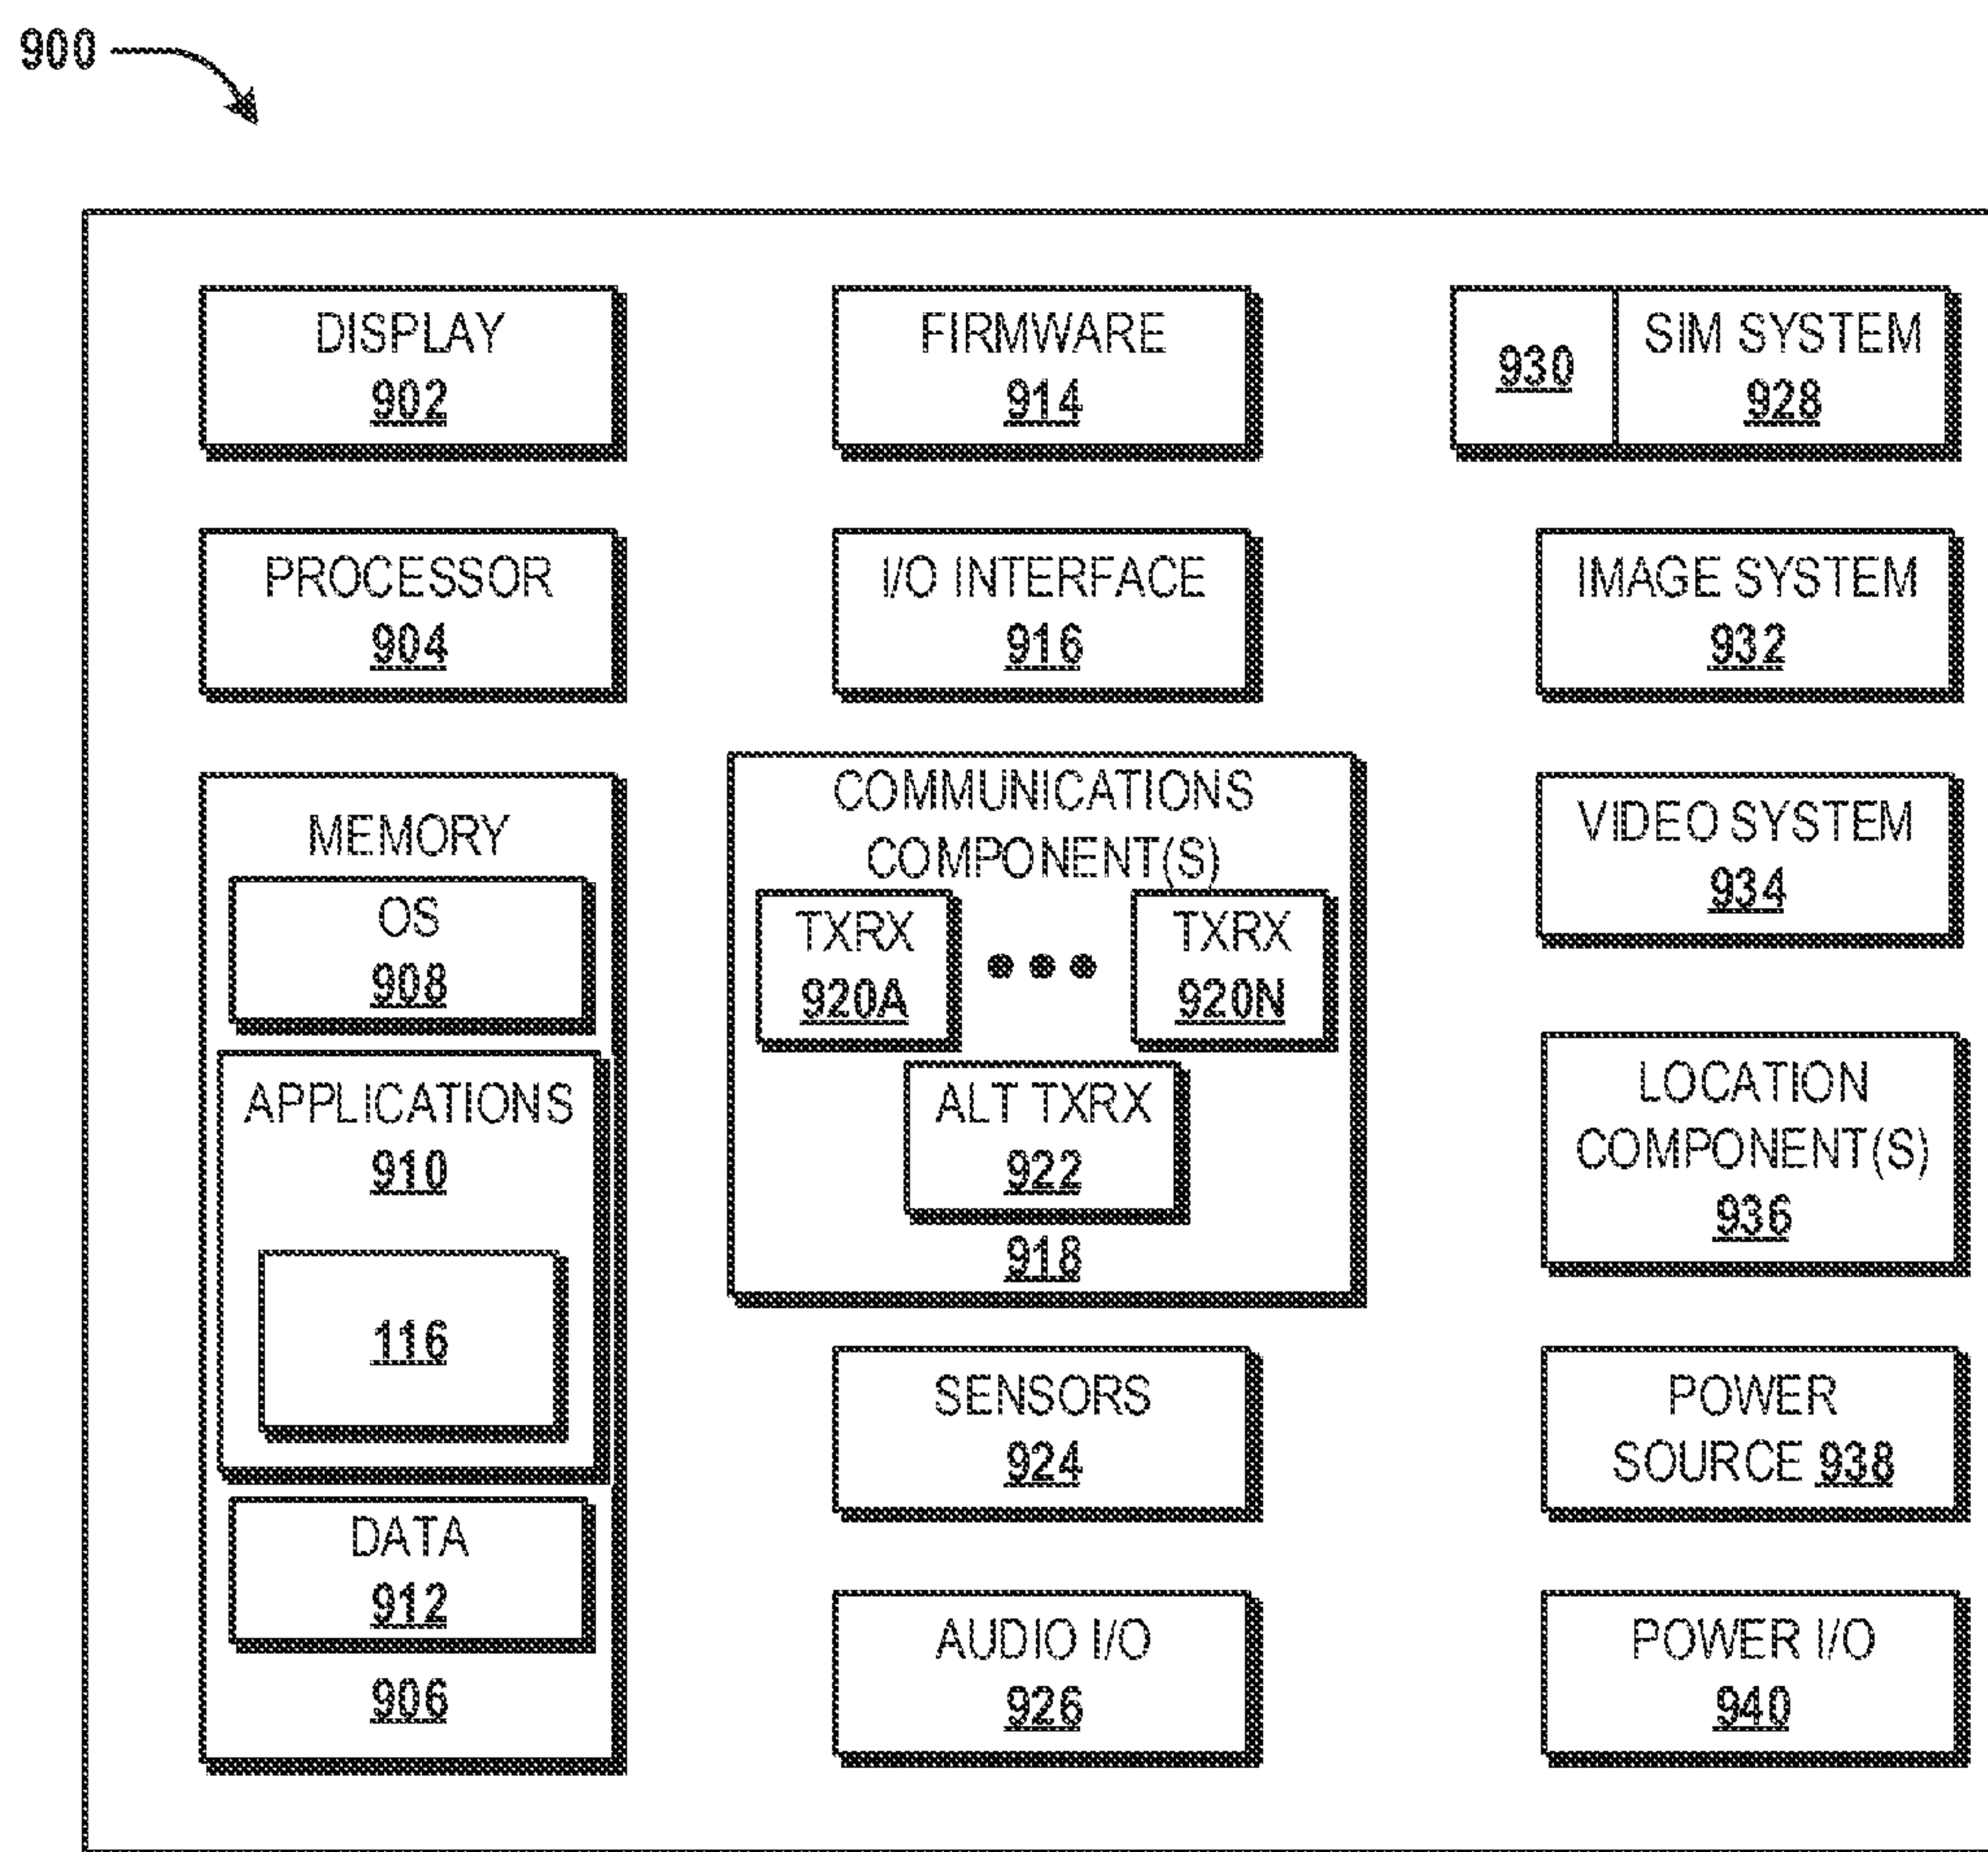 900
DISPLAY
902
PROCESSOR
904
MEMORY
OS
908
APPLICATIONS
910
116
DATA
912
906
FIRMWARE
914
I/O INTERFACE
916
COMMUNICATIONS
COMPONENT(S)
TXRX
920A
TXRX
920N
ALT TXRX
922
918
SENSORS
924
AUDIO I/O
926
930
SIM SYSTEM
928
IMAGE SYSTEM
932
VIDEO SYSTEM
934
LOCATION
COMPONENT(S)
936
POWER
SOURCE 938
POWER I/O
940